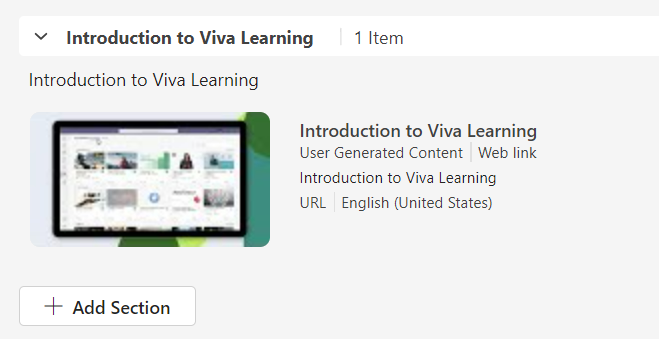 Introduction to Viva Learning 1 Item
Introduction to Viva Learning
Introduction to Viva Learning
User Generated Content Web link
Introduction to Viva Learning
URL English (United States)
Add Section